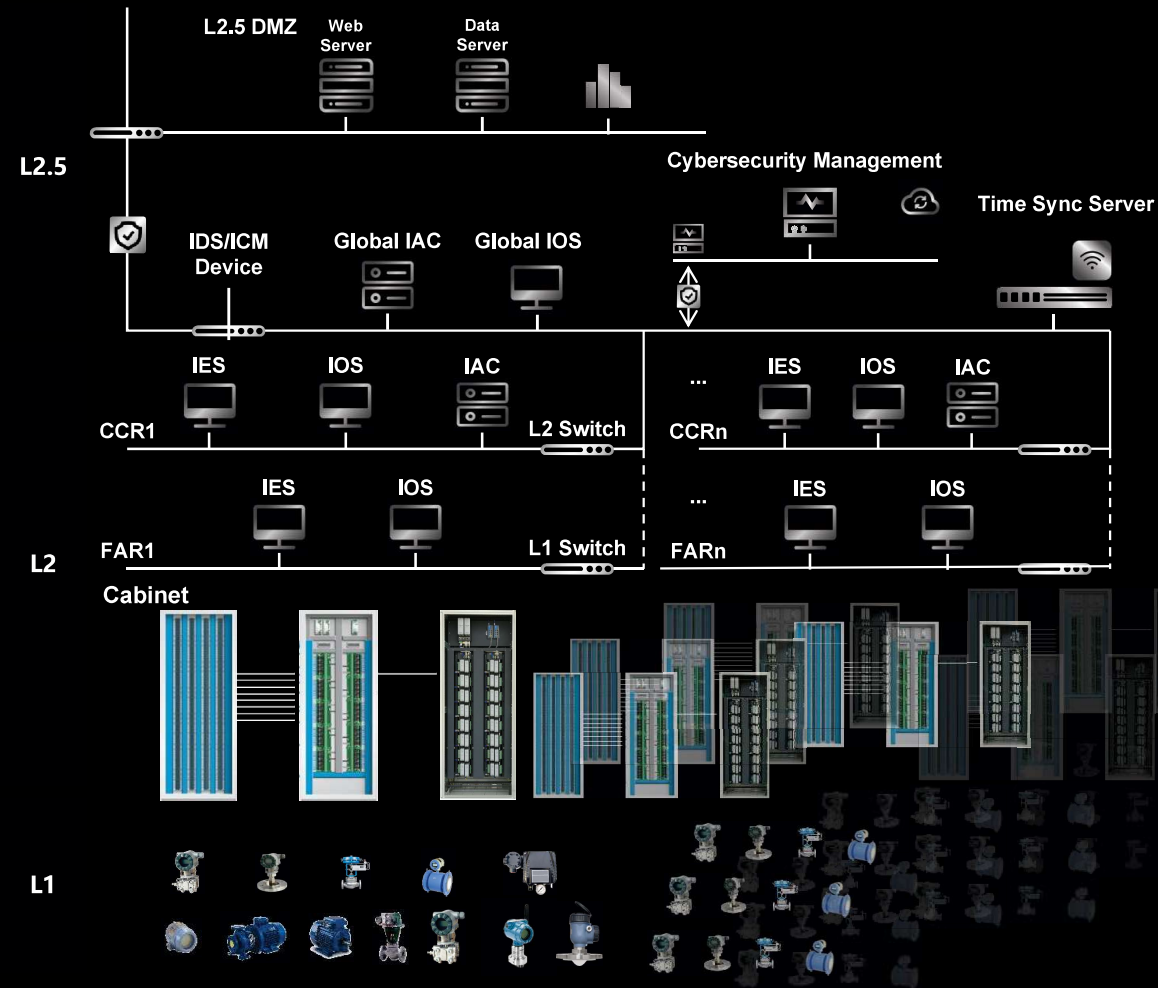 L2.5 DMZ
Web
Server
Data
Server
L2.5
Cybersecurity Management
Time Sync Server
IDS/ICM
Device
Global IAC
Global IOS
IES
IOS
IAC
...
IES
IOS
IAC
CCR1
L2 Switch
CCRn
IES
IOS
...
IES
IOS
FAR1
L1 Switch
FARn
L2
Cabinet
L1